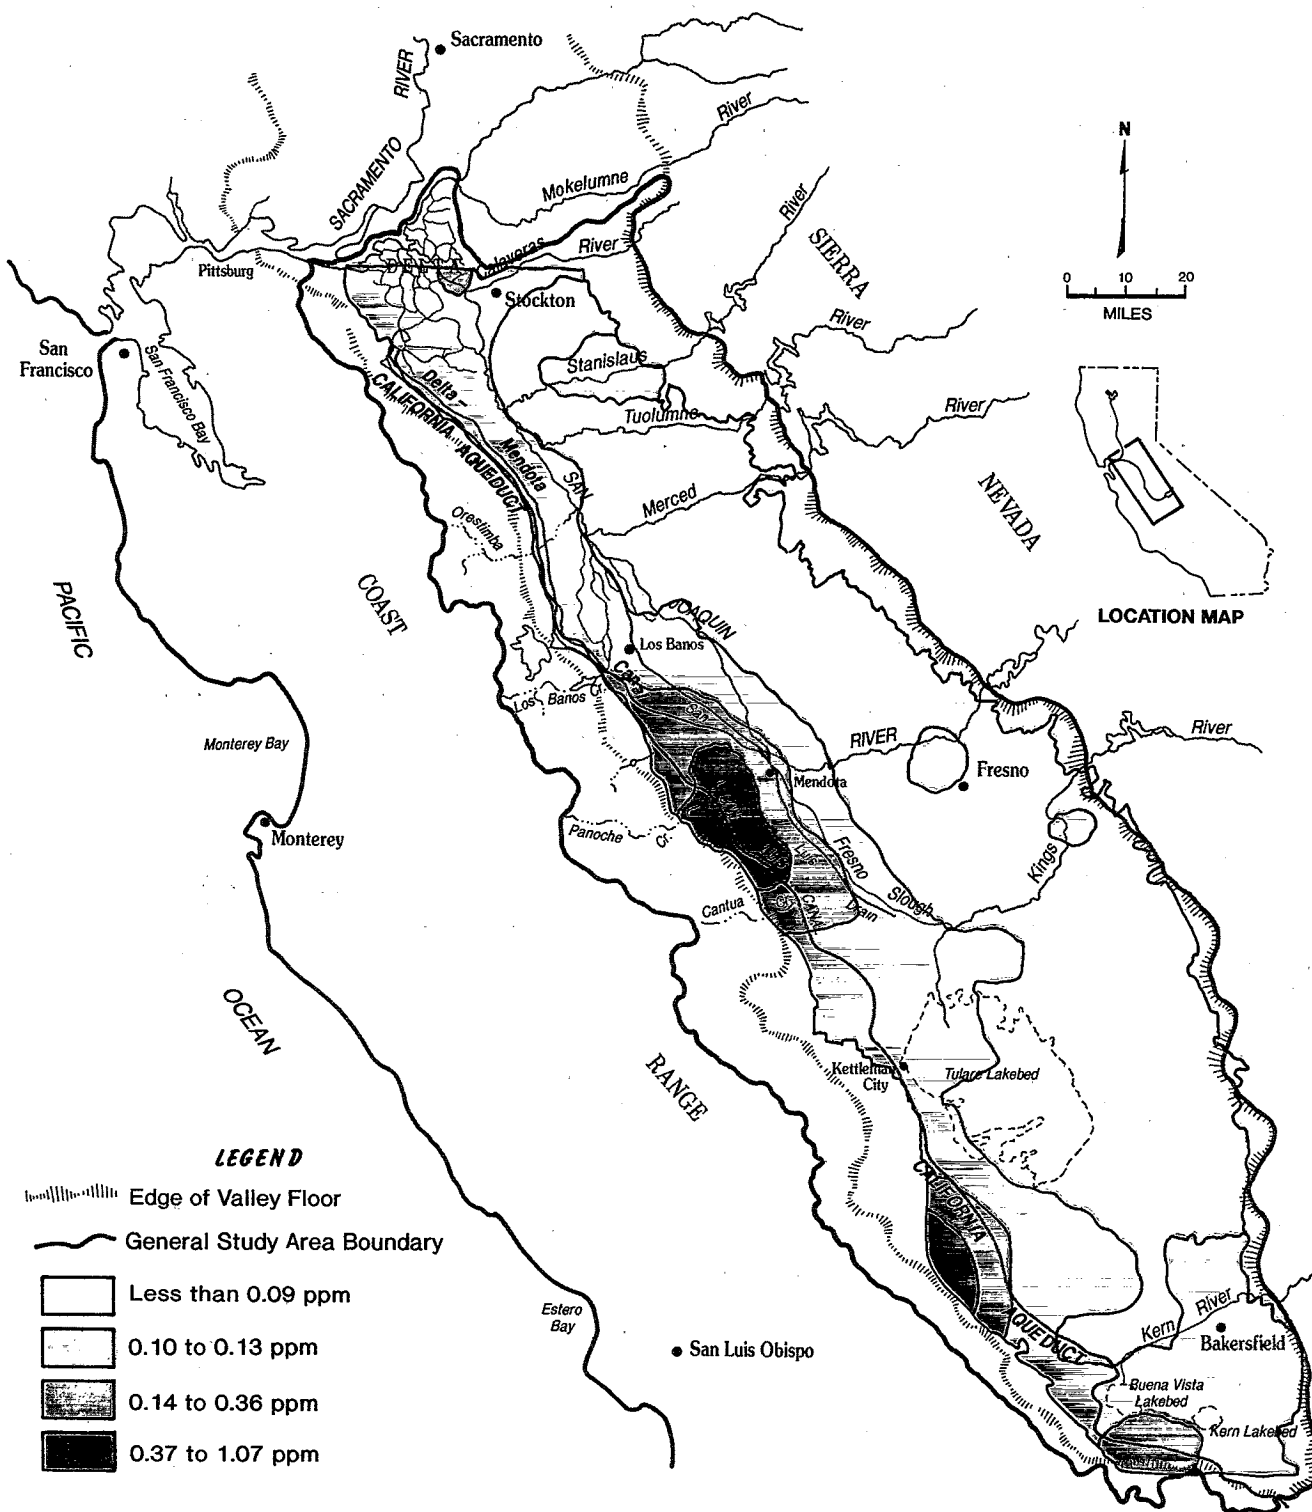 Sacramento
RIVER
SACRAMENTO
River
Mokelumne
River
N
SIERRA
0 10 20
MILES
Pittsburg
DELTA
Calaveras
River
Stockton
San
Francisco
San Francisco Bay
River
Stanislaus
Delta -
CALIFORNIA AQUEDUCT
Mendota
Tuolumne
River
SAN
Merced
NEVADA
Orestimba
LOCATION MAP
PACIFIC
COAST
JOAQUIN
Los Banos
Canal
Los Banos Cr.
Monterey Bay
RIVER
River
Fresno
Mendota
Monterey
Panoche
Cr.
Fresno
Slough
Kings
Cantua
CANAL
Drain
OCEAN
RANGE
Kettleman
City
Tulare Lakebed
CALIFORNIA
AQUEDUCT
LEGEND
Edge of Valley Floor
General Study Area Boundary
Less than 0.09 ppm
0.10 to 0.13 ppm
0.14 to 0.36 ppm
0.37 to 1.07 ppm
Estero
Bay
San Luis Obispo
Kern River
Bakersfield
Buena Vista
Lakebed
Kern Lakebed